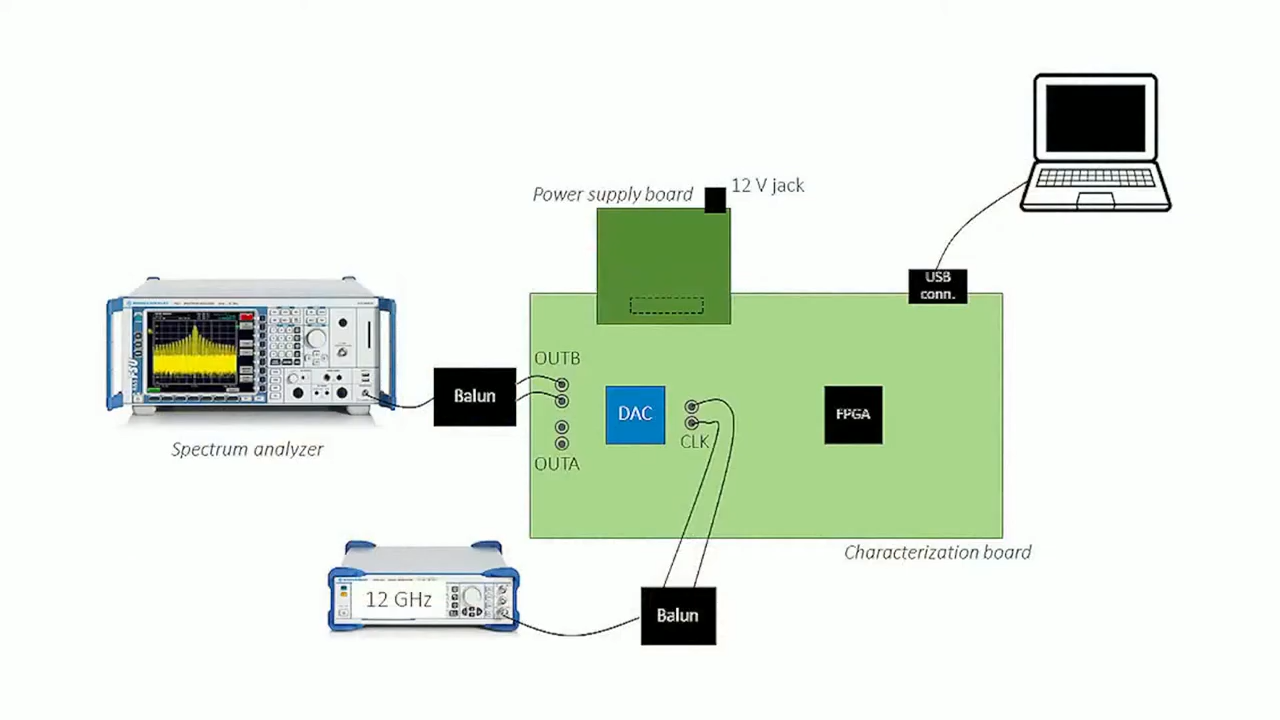 12 V jack
Power supply board
USB
conn.
OUTB
Balun
DAC
FPGA
CLK
OUTA
Spectrum analyzer
Characterization board
12 GHz
Balun